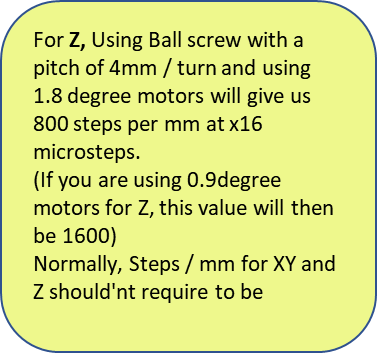 For Z, Using Ball screw with a
pitch of 4mm / turn and using
1.8 degree motors will give us
800 steps per mm at x16
microsteps.
(If you are using 0.9degree
motors for Z, this value will then
be 1600)
Normally, Steps / mm for XY and
Z should'nt require to be